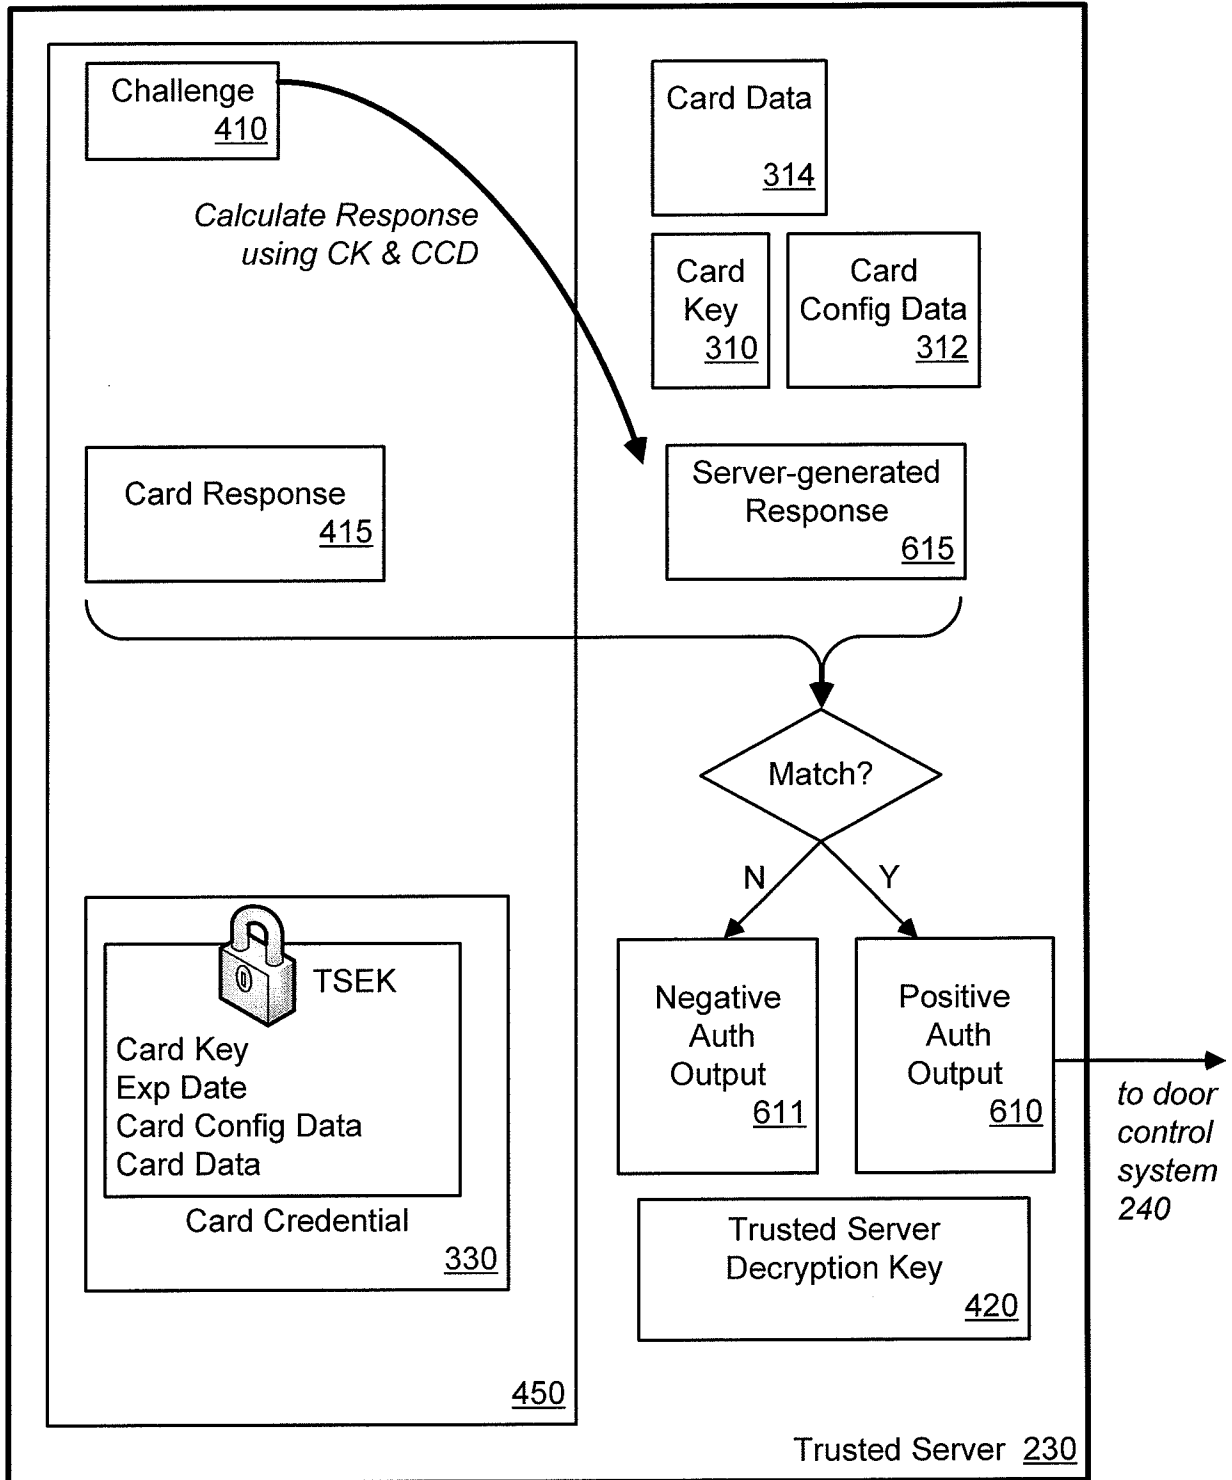 Challenge
410
Calculate Response
using CK & CCD
Card Data
314
Card
Key
310
Card
Config Data
312
Card Response
415
Server-generated
Response
615
Match?
N
Y
Negative
Auth
Output
611
Positive
Auth
Output
610
to door
control
system
240
TSEK
Card Key
Exp Date
Card Config Data
Card Data
Card Credential
330
Trusted Server
Decryption Key
420
450
Trusted Server 230